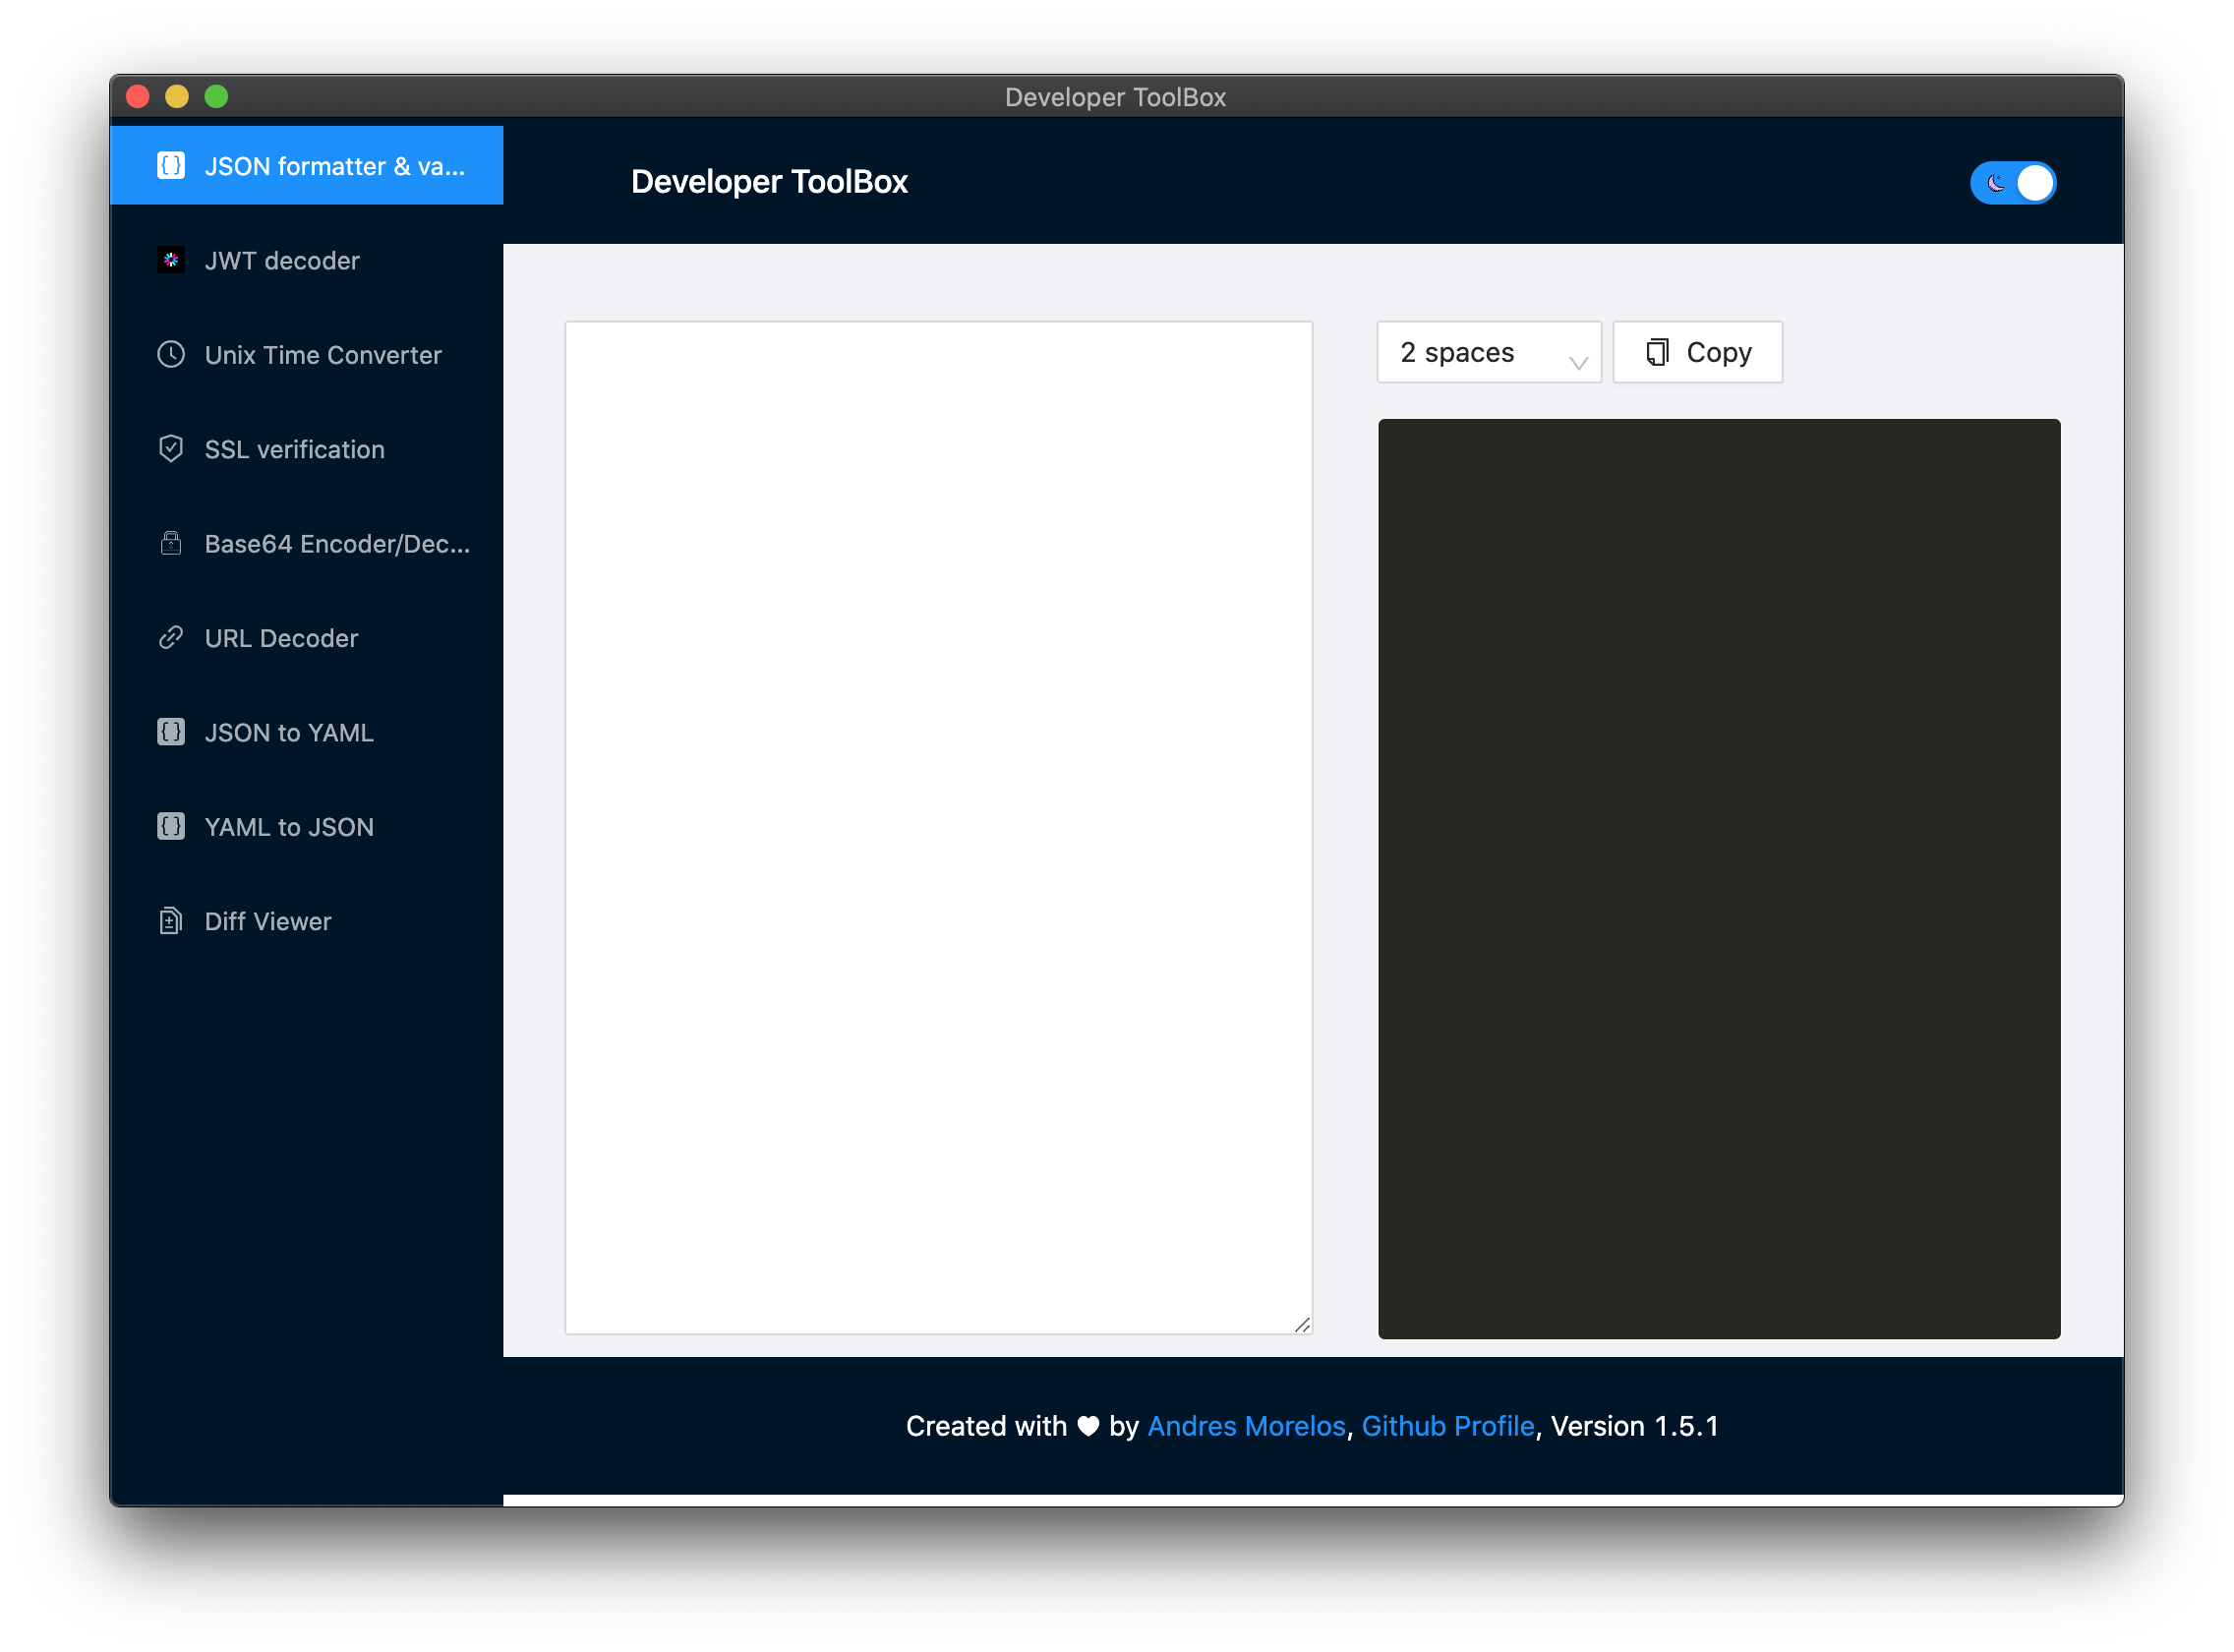 Developer ToolBox
JSON formatter & va...
JWT decoder
Unix Time Converter
SSL verification
Base64 Encoder/Dec...
URL Decoder
JSON to YAML
YAML to JSON
Diff Viewer
Developer ToolBox
2 spaces
Copy
Created with ♥ by Andres Morelos, Github Profile, Version 1.5.1